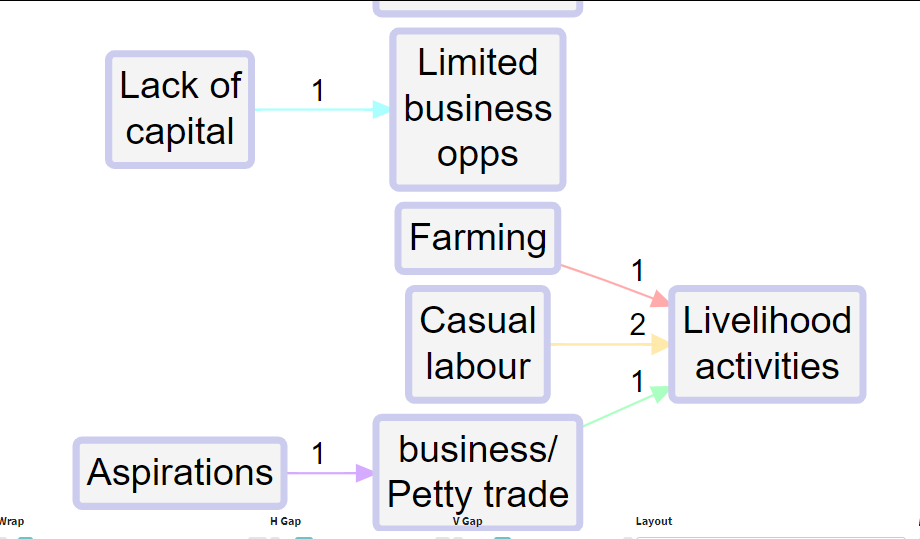 Lack of
capital
1
Limited
business
opps
Farming
1
Casual
labour
2
Livelihood
activities
1
Aspirations
1
business/
Petty trade
Wrap
H Gap
V Gap
Layout